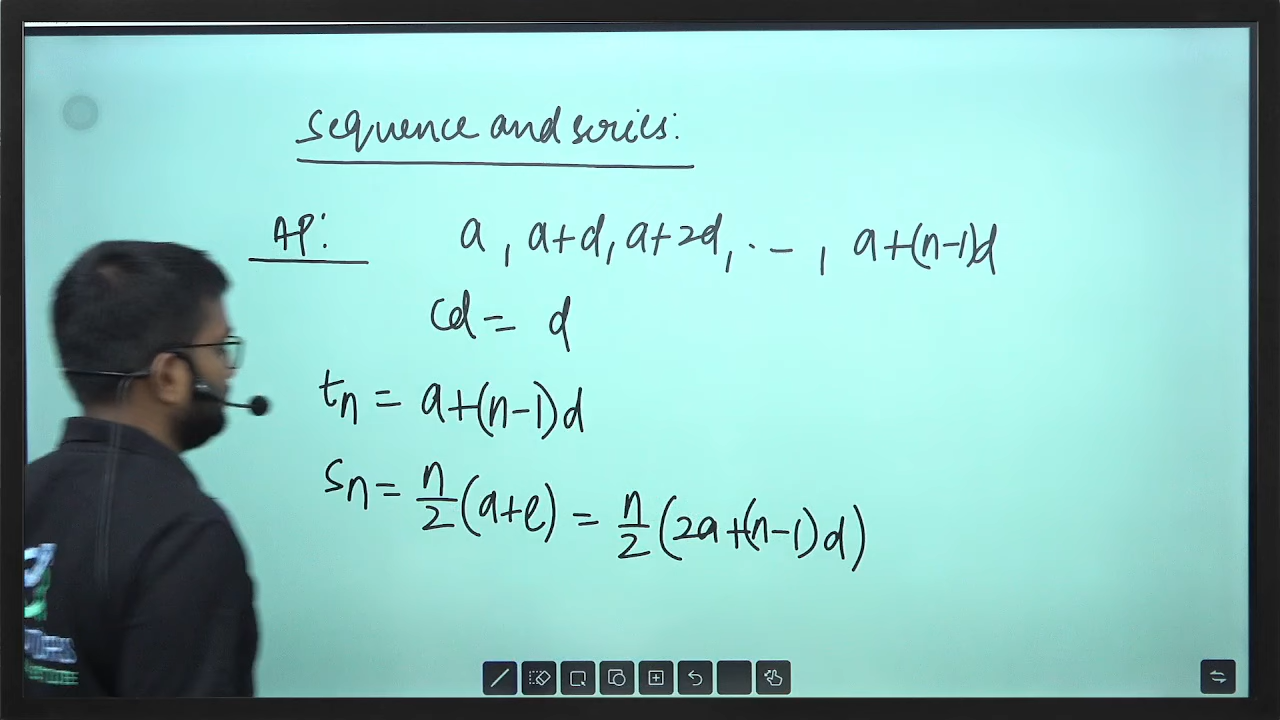 Sequence and series:
AP: a, a+d, a+2d, . - , a+(n-1)d
cd = d
tn = a+(n-1)d
Sn = n/2 (a+l) = n/2 (2a+(n-1)d)